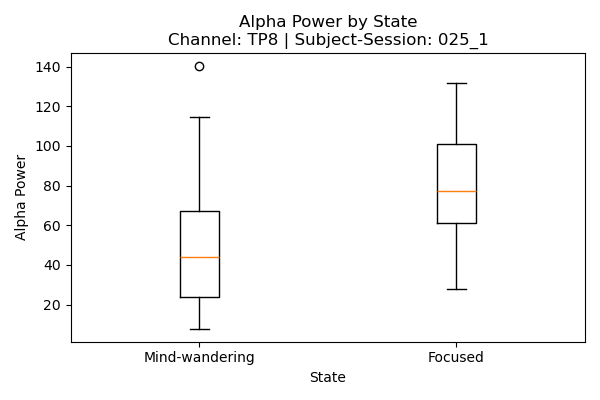 Alpha Power by State
Channel: TP8 | Subject-Session: 025_1
140
120
100
80
60
40
20
Alpha Power
Mind-wandering
Focused
State